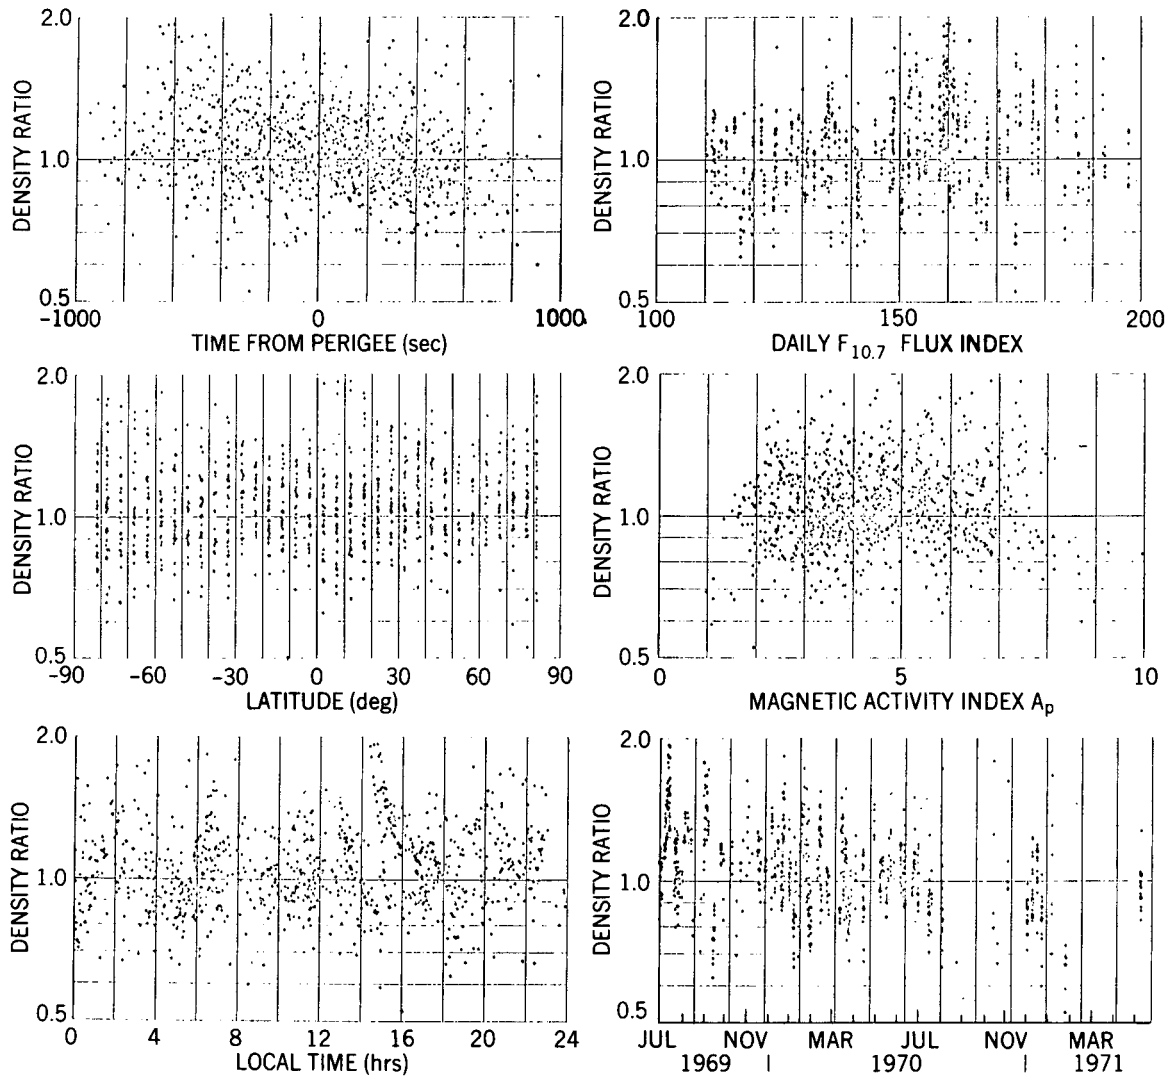 2.0
DENSITY RATIO
1.0
0.5
-1000 0 1000
TIME FROM PERIGEE (sec)
2.0
DENSITY RATIO
1.0
0.5
100 150 200
DAILY F10.7 FLUX INDEX
2.0
DENSITY RATIO
1.0
0.5
-90 -60 -30 0 30 60 90
LATITUDE (deg)
2.0
DENSITY RATIO
1.0
0.5
0 5 10
MAGNETIC ACTIVITY INDEX Ap
2.0
DENSITY RATIO
1.0
0.5
0 4 8 12 16 20 24
LOCAL TIME (hrs)
2.0
DENSITY RATIO
1.0
0.5
JUL NOV MAR JUL NOV MAR
1969 | 1970 | 1971